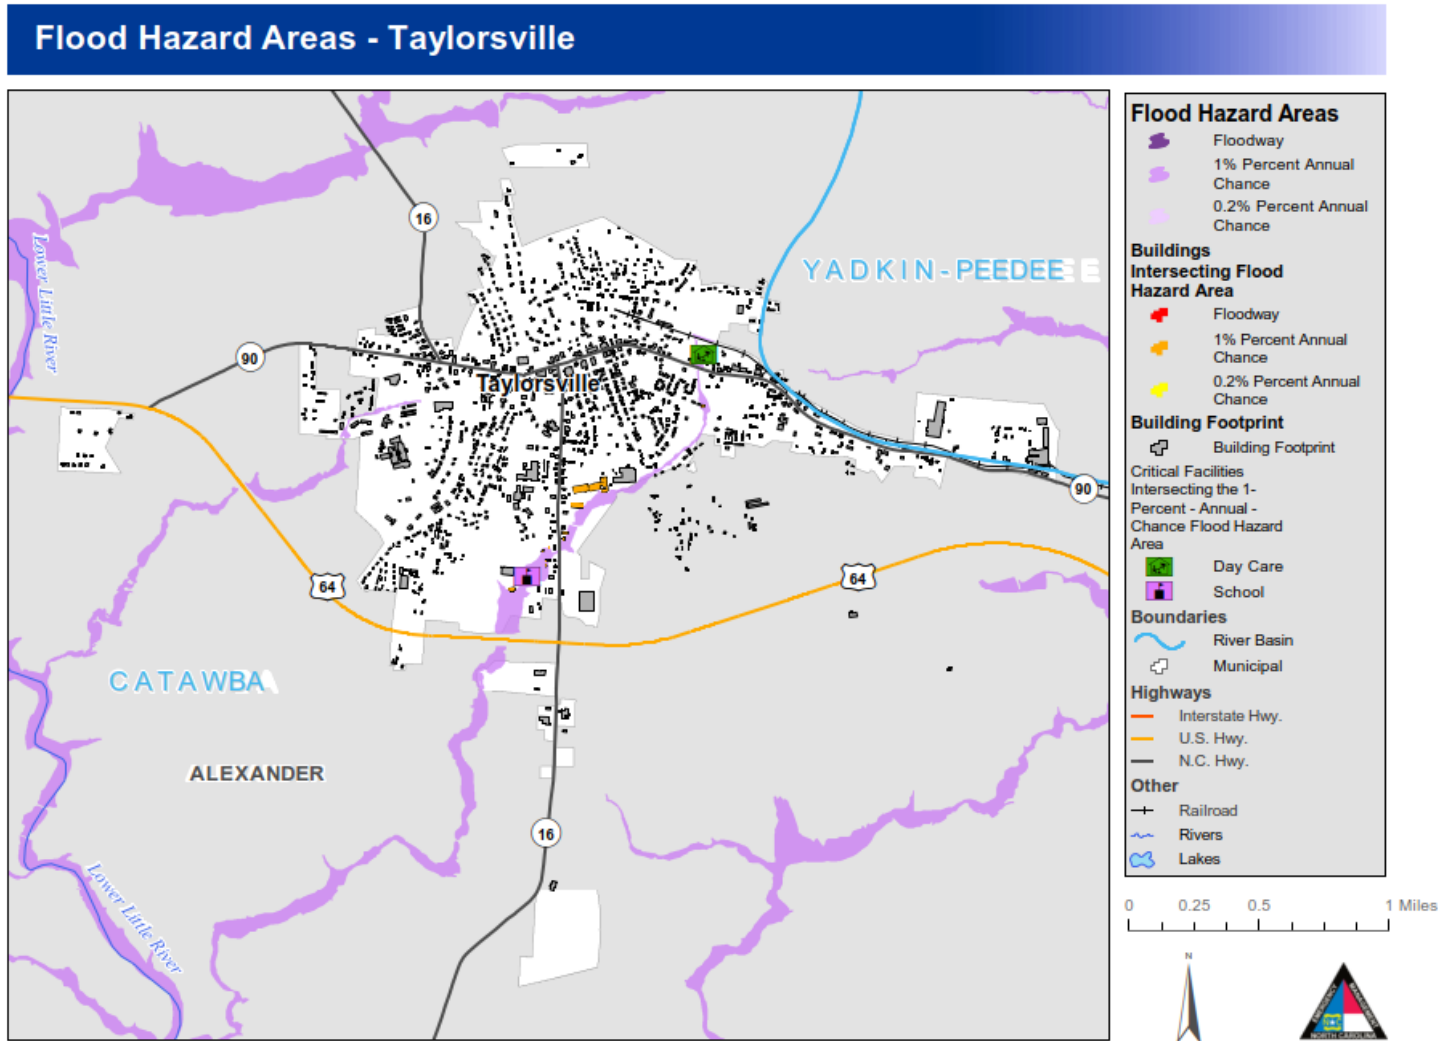 Flood Hazard Areas - Taylorsville
16
YADKIN-PEEDEE
Lower Little River
90
Taylorsville
90
64
64
CATAWBA
ALEXANDER
16
Lower Little River
Flood Hazard Areas
Floodway
1% Percent Annual
Chance
0.2% Percent Annual
Chance
Buildings
Intersecting Flood
Hazard Area
Floodway
1% Percent Annual
Chance
0.2% Percent Annual
Chance
Building Footprint
Building Footprint
Critical Facilities
Intersecting the 1-
Percent - Annual -
Chance Flood Hazard
Area
Day Care
School
Boundaries
River Basin
Municipal
Highways
Interstate Hwy.
U.S. Hwy.
N.C. Hwy.
Other
Railroad
Rivers
Lakes
0 0.25 0.5 1 Miles
N
EMERGENCY
MANAGEMENT
NORTH CAROLINA